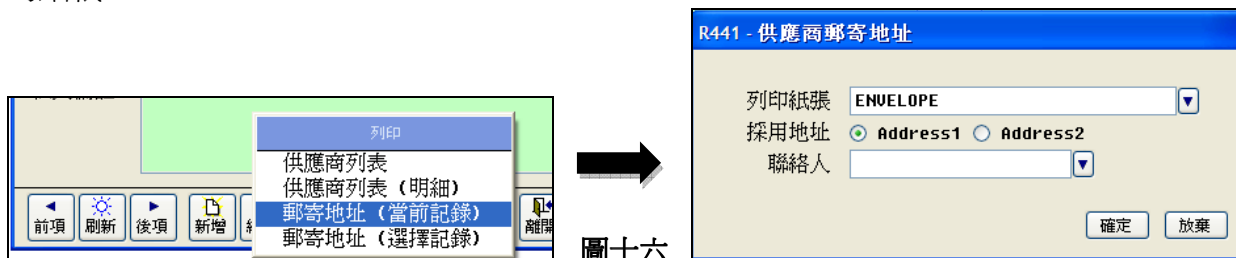 R441 - 供應商郵寄地址
列印紙張 ENVELOPE
採用地址 Address1 Address2
聯絡人
確定 放棄
列印
供應商列表
供應商列表 (明細)
郵寄地址 (當前記錄)
郵寄地址 (選擇記錄)
前項 刷新 後項 新增 離開
圖十六